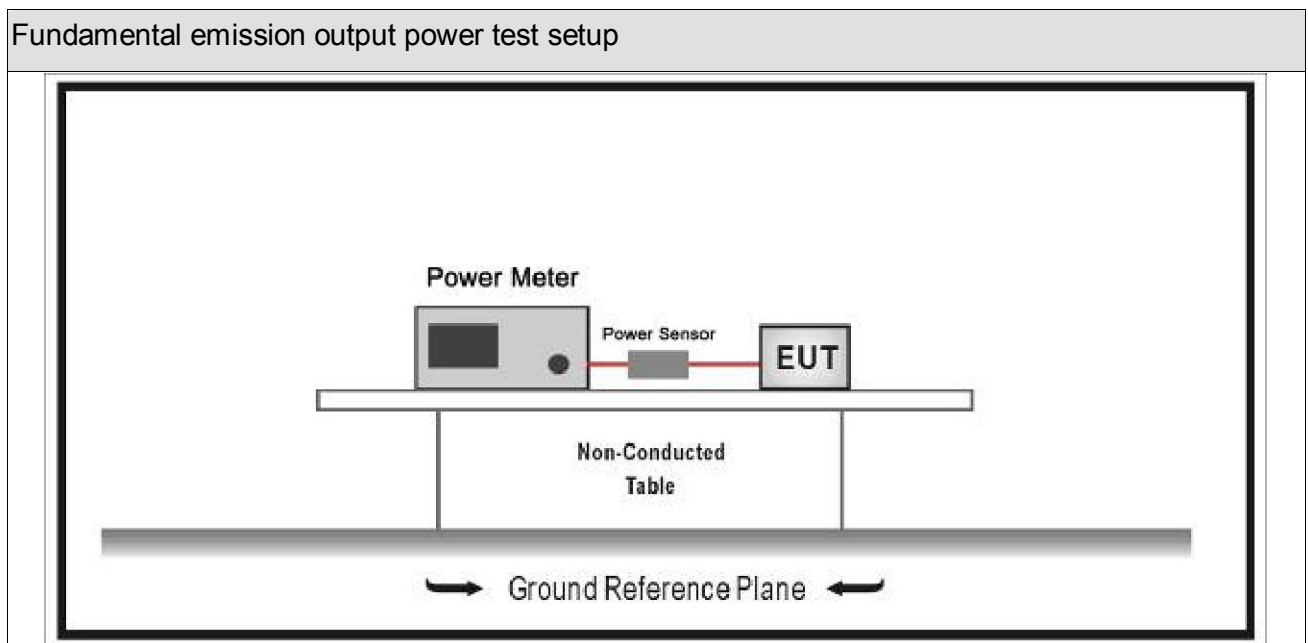 Fundamental emission output power test setup
Power Meter
Power Sensor
EUT
Non-Conducted
Table
Ground Reference Plane